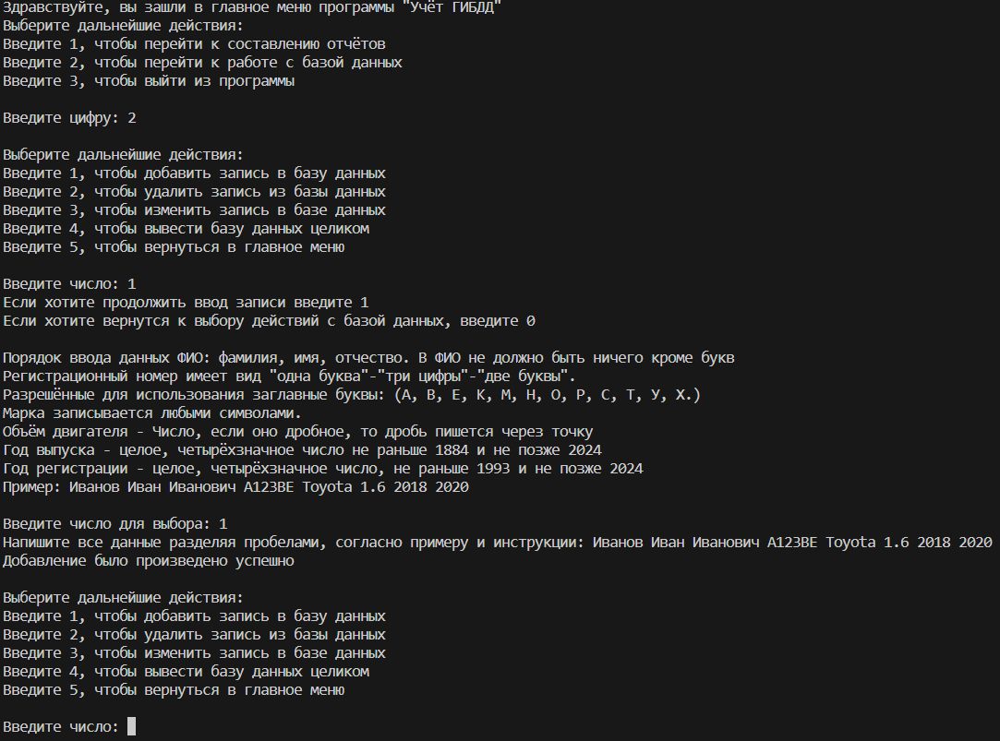 Здравствуйте, вы зашли в главное меню программы "Учёт ГИБДД"
Выберите дальнейшие действия:
Введите 1, чтобы перейти к составлению отчётов
Введите 2, чтобы перейти к работе с базой данных
Введите 3, чтобы выйти из программы
Введите цифру: 2
Выберите дальнейшие действия:
Введите 1, чтобы добавить запись в базу данных
Введите 2, чтобы удалить запись из базы данных
Введите 3, чтобы изменить запись в базе данных
Введите 4, чтобы вывести базу данных целиком
Введите 5, чтобы вернуться в главное меню
Введите число: 1
Если хотите продолжить ввод записи введите 1
Если хотите вернутся к выбору действий с базой данных, введите 0
Порядок ввода данных ФИО: фамилия, имя, отчество. В ФИО не должно быть ничего кроме букв
Регистрационный номер имеет вид "одна буква"-"три цифры"-"две буквы".
Разрешённые для использования заглавные буквы: (А, В, Е, К, М, Н, О, Р, С, Т, У, Х.)
Марка записывается любыми символами.
Объём двигателя - Число, если оно дробное, то дробь пишется через точку
Год выпуска - целое, четырёхзначное число не раньше 1884 и не позже 2024
Год регистрации - целое, четырёхзначное число, не раньше 1993 и не позже 2024
Пример: Иванов Иван Иванович А123ВЕ Toyota 1.6 2018 2020
Введите число для выбора: 1
Напишите все данные разделяя пробелами, согласно примеру и инструкции: Иванов Иван Иванович А123ВЕ Toyota 1.6 2018 2020
Добавление было произведено успешно
Выберите дальнейшие действия:
Введите 1, чтобы добавить запись в базу данных
Введите 2, чтобы удалить запись из базы данных
Введите 3, чтобы изменить запись в базе данных
Введите 4, чтобы вывести базу данных целиком
Введите 5, чтобы вернуться в главное меню
Введите число: